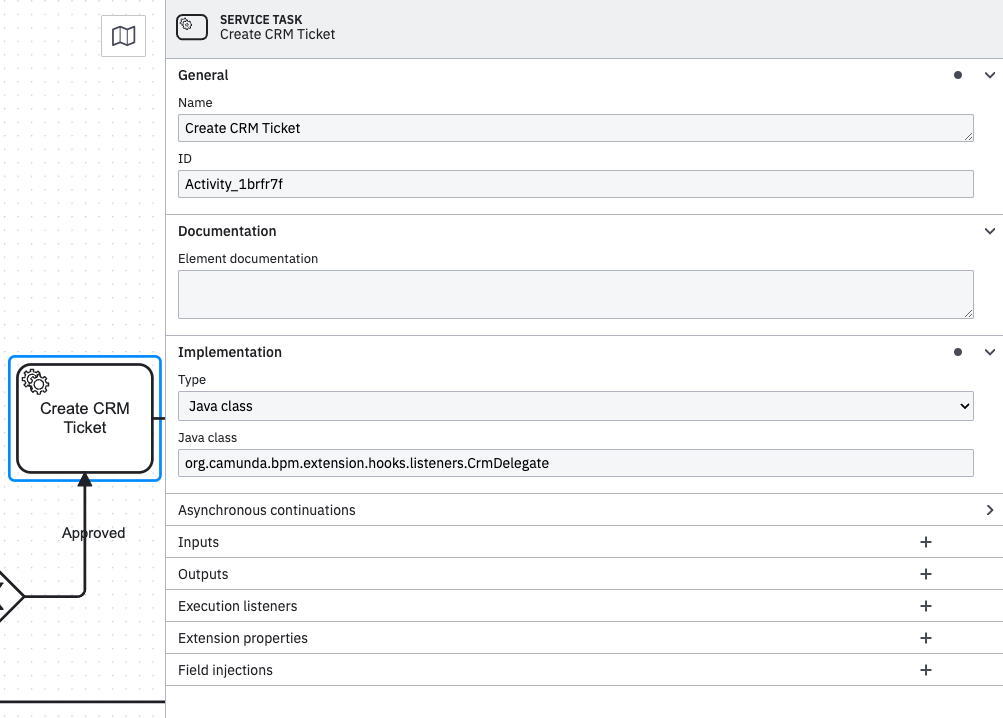 SERVICE TASK
Create CRM Ticket
General
Name
Create CRM Ticket
ID
Activity_1brfr7f
Documentation
Element documentation
Implementation
Type
Java class
Java class
org.camunda.bpm.extension.hooks.listeners.CrmDelegate
Asynchronous continuations
Inputs
Outputs
Execution listeners
Extension properties
Field injections
Create CRM
Ticket
Approved